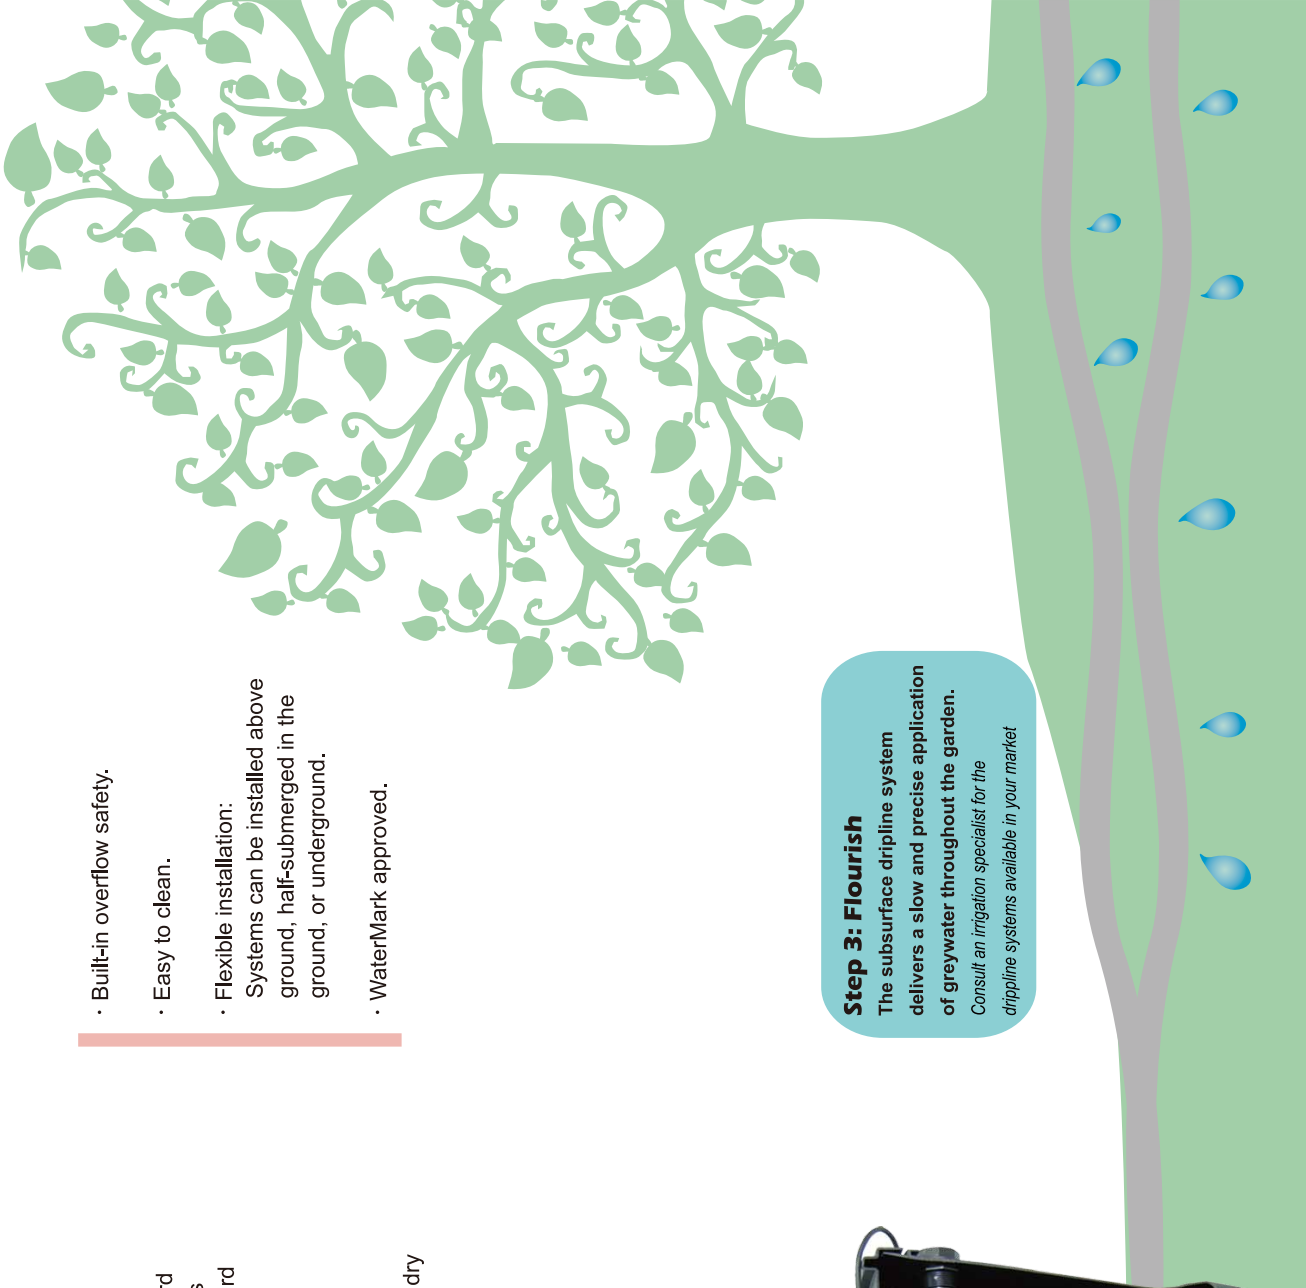 · Built-in overflow safety.
· Easy to clean.
· Flexible installation:
Systems can be installed above
ground, half-submerged in the
ground, or underground.
· WaterMark approved.
Step 3: Flourish
The subsurface dripline system
delivers a slow and precise application
of greywater throughout the garden.
Consult an irrigation specialist for the
drippline systems available in your market